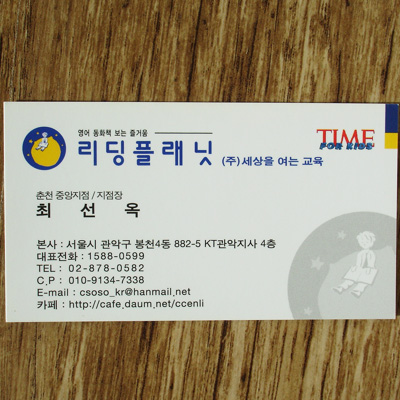 영어 동화책 보는 즐거움
리딩플래닛 (주)세상을 여는 교육
TIME
FOR KIDS
춘천 중앙지점 / 지점장
최 선 옥
본사 : 서울시 관악구 봉천4동 882-5 KT관악지사 4층
대표전화 : 1588-0599
TEL : 02-878-0582
C.P : 010-9134-7338
E-mail : csoso_kr@hanmail.net
카페 : http://cafe.daum.net/ccenli